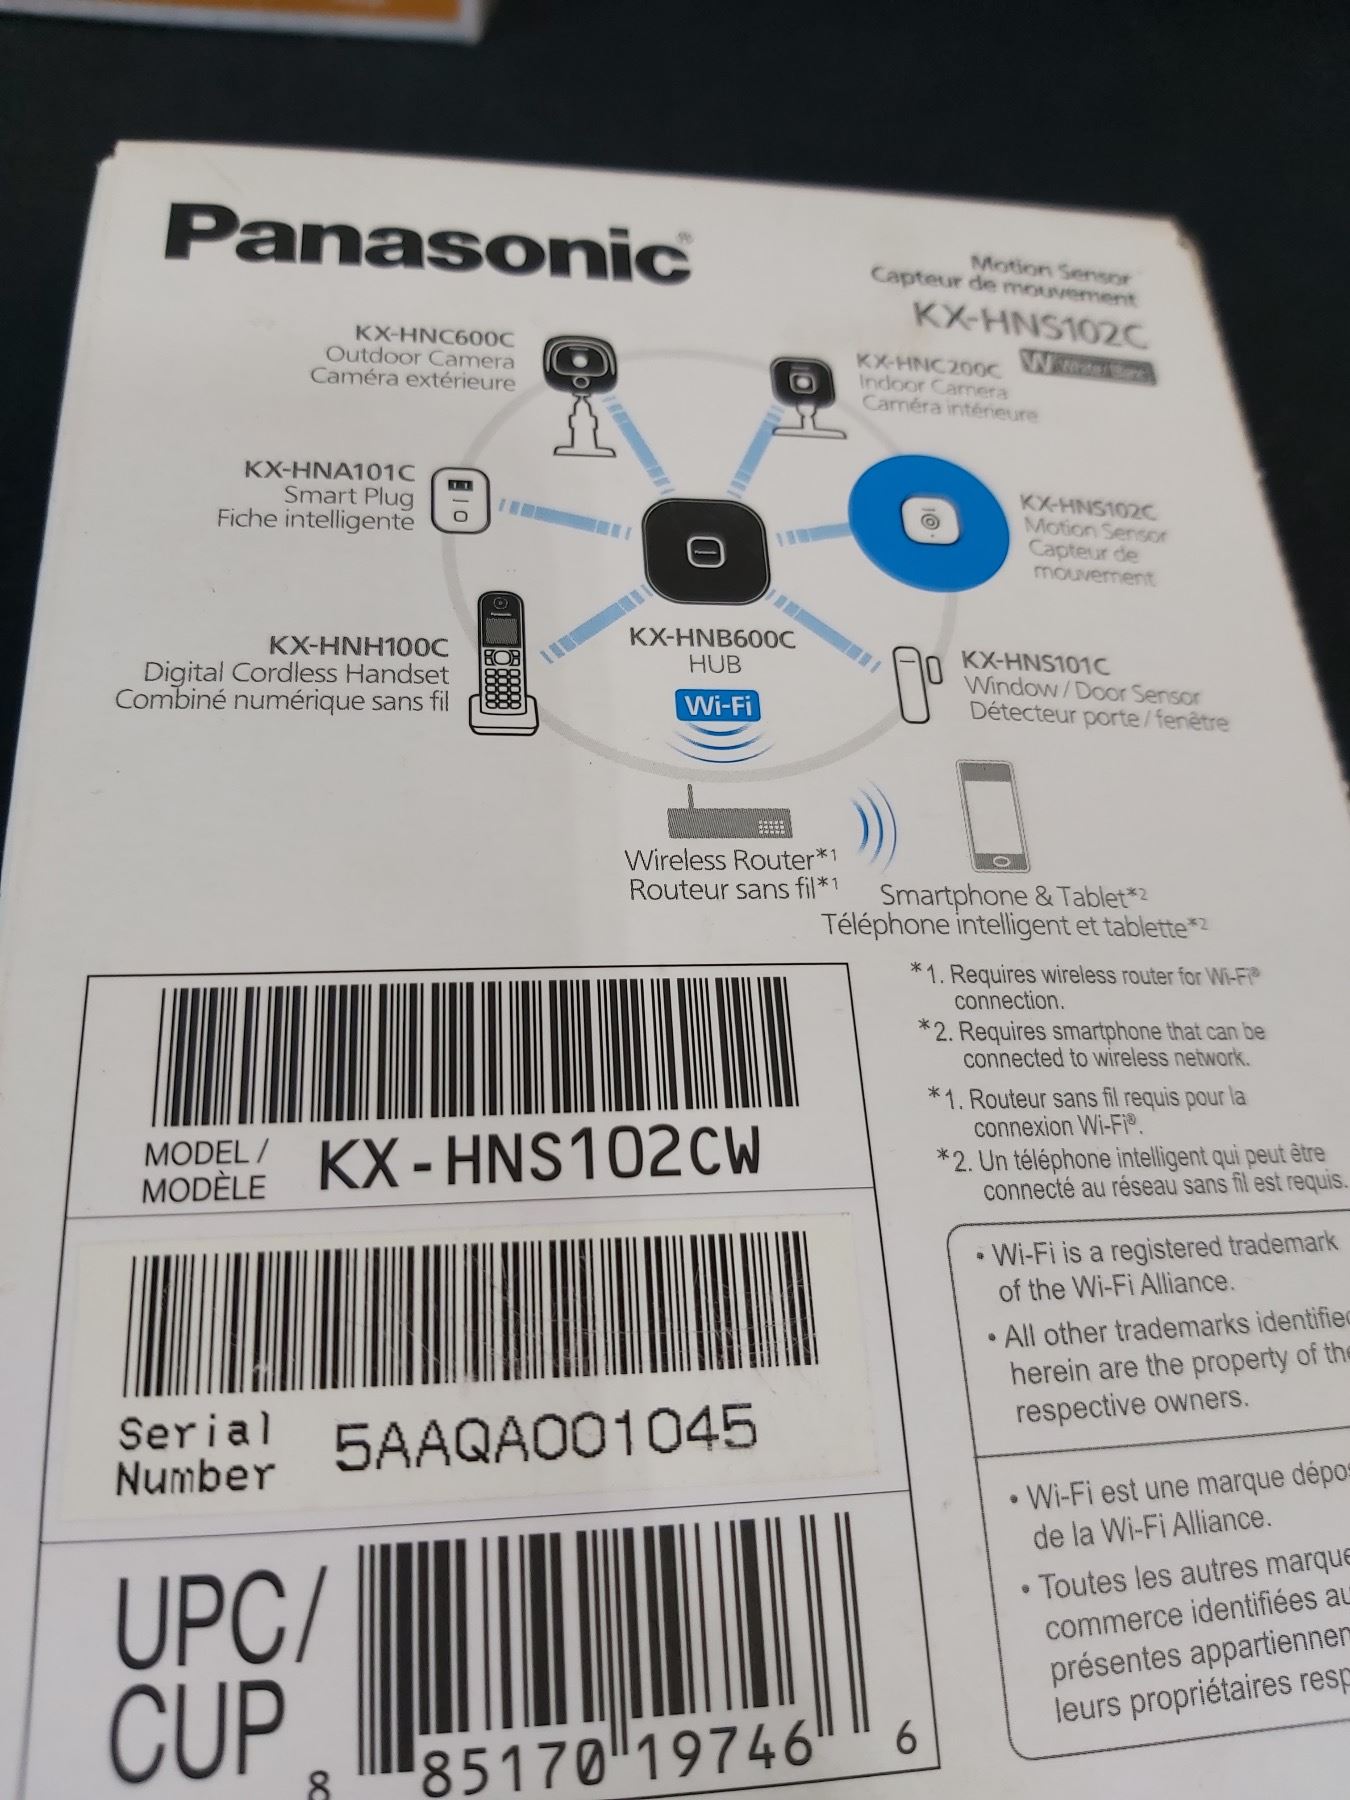 Panasonic®
Motion Sensor
Capteur de mouvement
KX-HNS102C
W White/Blanc
KX-HNC600C
Outdoor Camera
Caméra extérieure
KX-HNC200C
Indoor Camera
Caméra intérieure
KX-HNA101C
Smart Plug
Fiche intelligente
KX-HNS102C
Motion Sensor
Capteur de
mouvement
KX-HNH100C
Digital Cordless Handset
Combiné numérique sans fil
KX-HNB600C
HUB
Wi-Fi
KX-HNS101C
Window / Door Sensor
Détecteur porte / fenêtre
Wireless Router*1
Routeur sans fil*1
Smartphone & Tablet*2
Téléphone intelligent et tablette*2
*1. Requires wireless router for Wi-Fi®
connection.
*2. Requires smartphone that can be
connected to wireless network.
*1. Routeur sans fil requis pour la
connexion Wi-Fi®.
*2. Un téléphone intelligent qui peut être
connecté au réseau sans fil est requis.
MODEL /
MODÈLE
KX-HNS102CW
Serial
Number
5AAQA001045
UPC/
CUP
8 85170 19746 6
• Wi-Fi is a registered trademark
of the Wi-Fi Alliance.
• All other trademarks identifie
herein are the property of the
respective owners.
• Wi-Fi est une marque dépos
de la Wi-Fi Alliance.
• Toutes les autres marque
commerce identifiées au
présentes appartiennen
leurs propriétaires resp